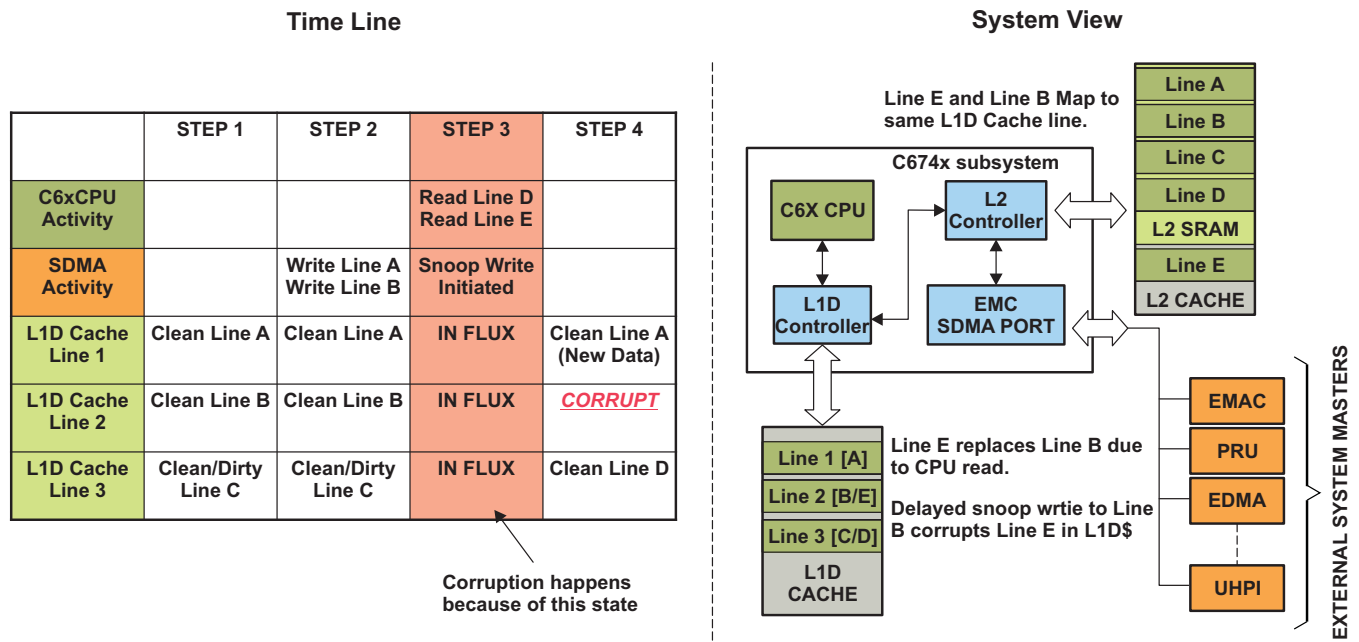 Time Line
STEP 1 STEP 2 STEP 3 STEP 4
C6xCPU
Activity
Read Line D
Read Line E
SDMA
Activity
Write Line A
Write Line B
Snoop Write
Initiated
L1D Cache
Line 1
Clean Line A
Clean Line A
IN FLUX
Clean Line A
(New Data)
L1D Cache
Line 2
Clean Line B
Clean Line B
IN FLUX
CORRUPT
L1D Cache
Line 3
Clean/Dirty
Line C
Clean/Dirty
Line C
IN FLUX
Clean Line D
Corruption happens
because of this state
System View
Line E and Line B Map to
same L1D Cache line.
C674x subsystem
C6X CPU
L2
Controller
L1D
Controller
EMC
SDMA PORT
Line A
Line B
Line C
Line D
L2 SRAM
Line E
L2 CACHE
Line 1 [A]
Line 2 [B/E]
Line 3 [C/D]
L1D
CACHE
Line E replaces Line B due
to CPU read.
Delayed snoop wrtie to Line
B corrupts Line E in L1D$
EMAC
PRU
EDMA
UHPI
EXTERNAL SYSTEM MASTERS